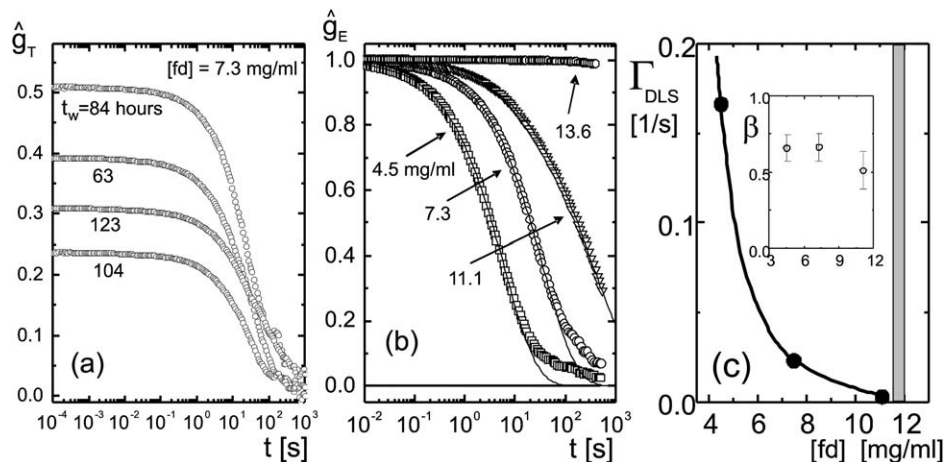 ĝ_T
[fd] = 7.3 mg/ml
t_w=84 hours
63
123
104
0.5
0.4
0.3
0.2
0.1
0.0
(a)
10^-4 10^-3 10^-2 10^-1 10^0 10^1 10^2 10^3
t [s]
ĝ_E
1.0
0.8
0.6
0.4
0.2
0.0
13.6
4.5 mg/ml
7.3
11.1
(b)
10^-2 10^-1 10^0 10^1 10^2 10^3
t [s]
0.2
Γ_DLS
[1/s]
0.1
0.0
β
1.0
0.5
0.0
3 6 9 12
(c)
4 6 8 10 12
[fd] [mg/ml]